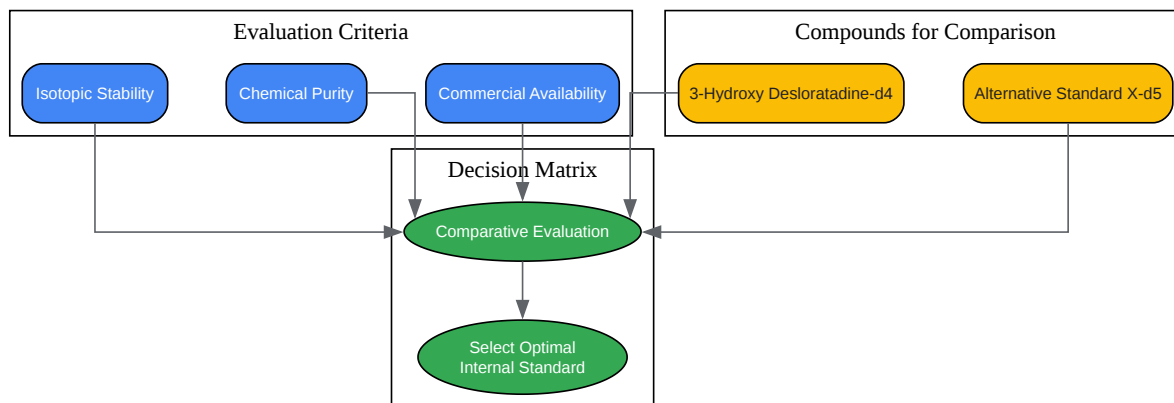 Evaluation Criteria
Compounds for Comparison
Isotopic Stability
Chemical Purity
Commercial Availability
3-Hydroxy Desloratadine-d4
Alternative Standard X-d5
Decision Matrix
Comparative Evaluation
Select Optimal
Internal Standard